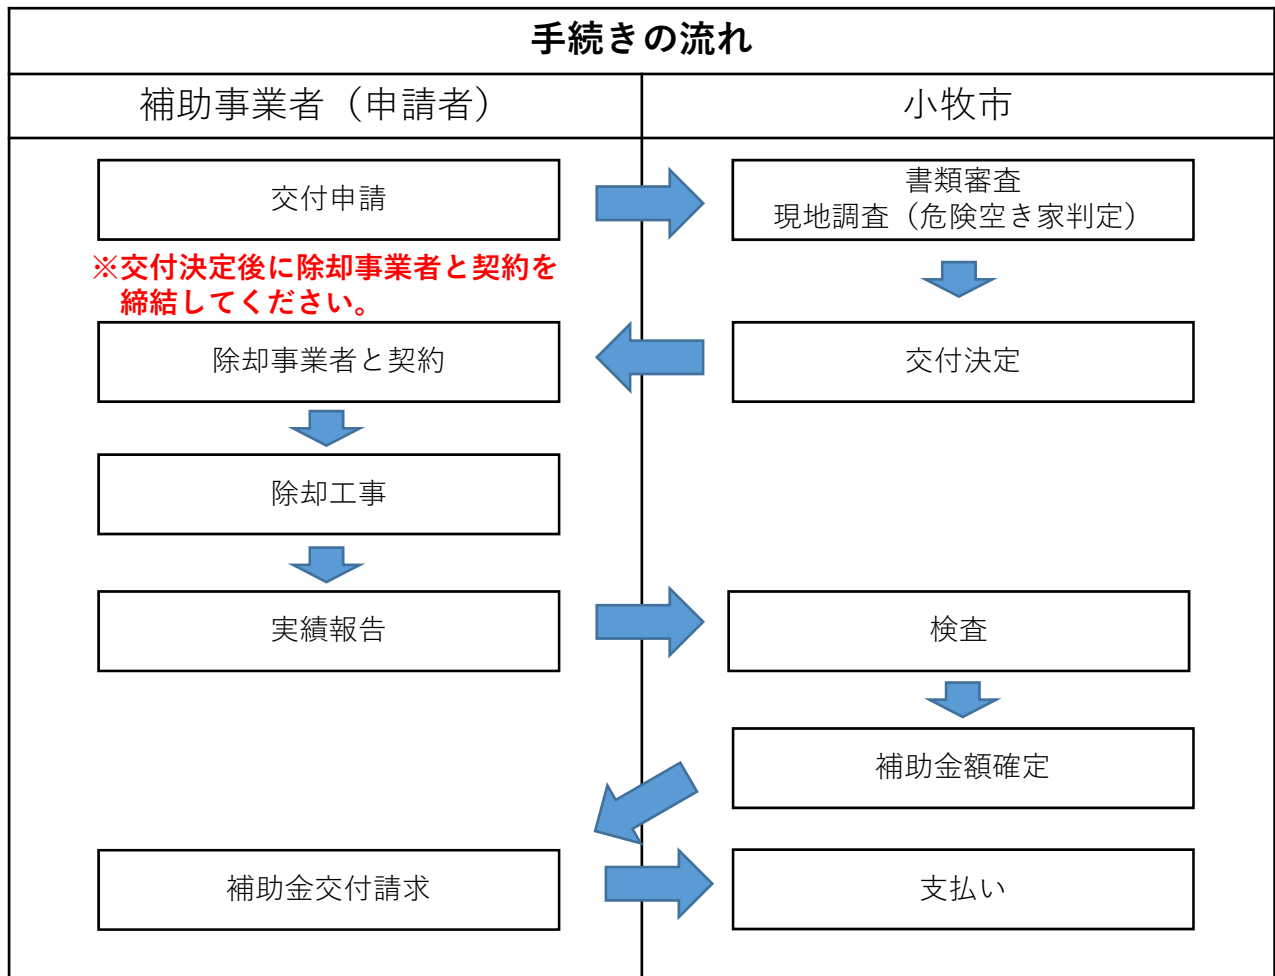 手続きの流れ
補助事業者（申請者）
小牧市
交付申請
書類審査
現地調査（危険空き家判定）
※交付決定後に除却事業者と契約を
締結してください。
除却事業者と契約
交付決定
除却工事
実績報告
検査
補助金額確定
補助金交付請求
支払い